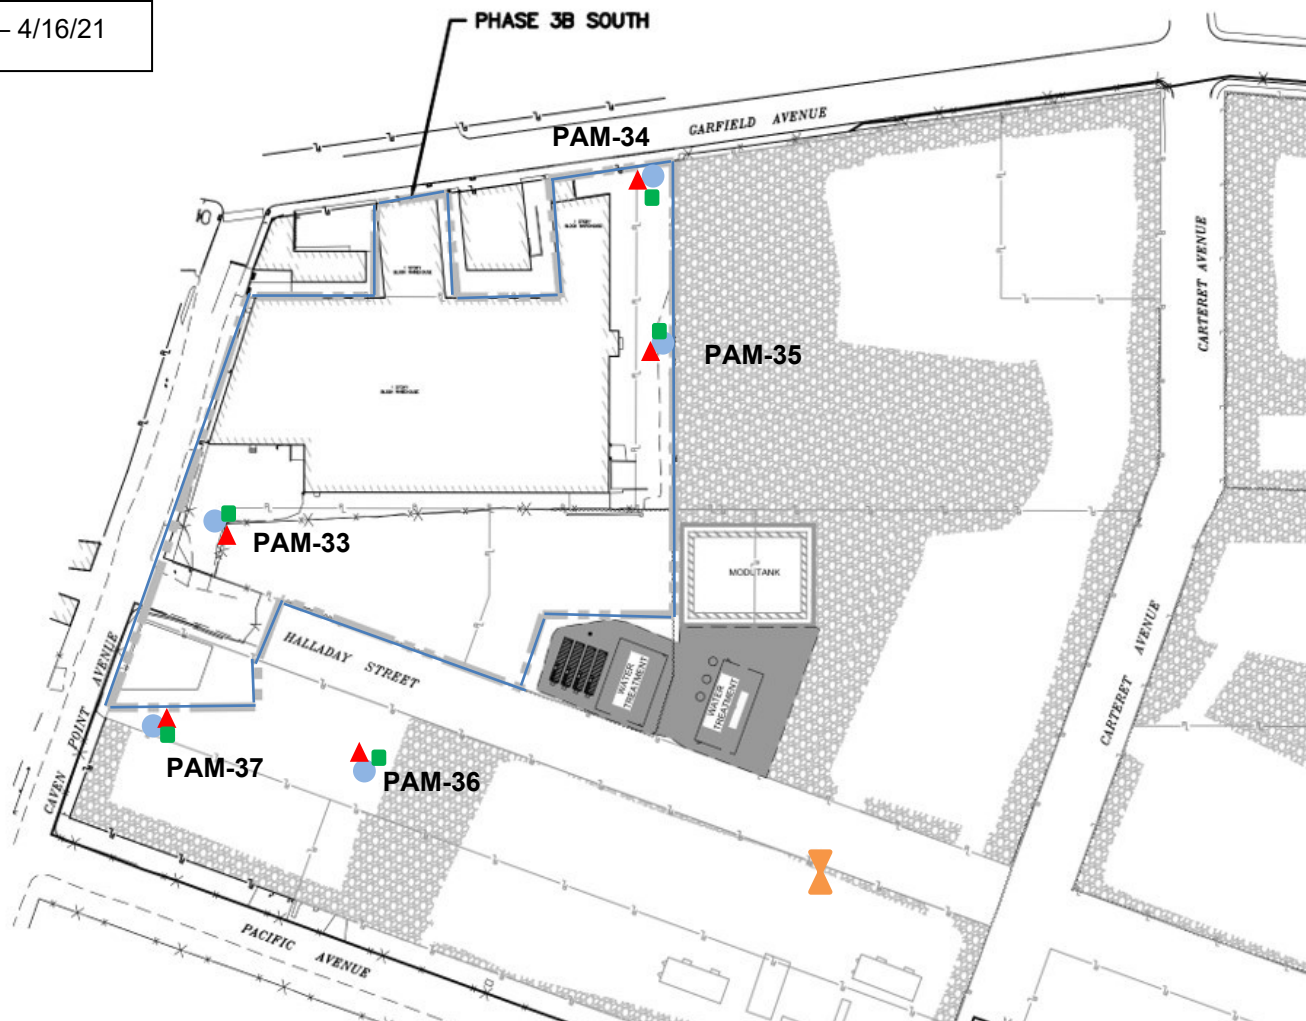 – 4/16/21
PHASE 3B SOUTH
GARFIELD AVENUE
PAM-34
CARTERET AVENUE
PAM-35
PAM-33
MODUTANK
HALLADAY STREET
WATER
TREATMENT
WATER
TREATMENT
CARTERET AVENUE
CAVEN POINT AVENUE
PAM-37
PAM-36
PACIFIC
AVENUE